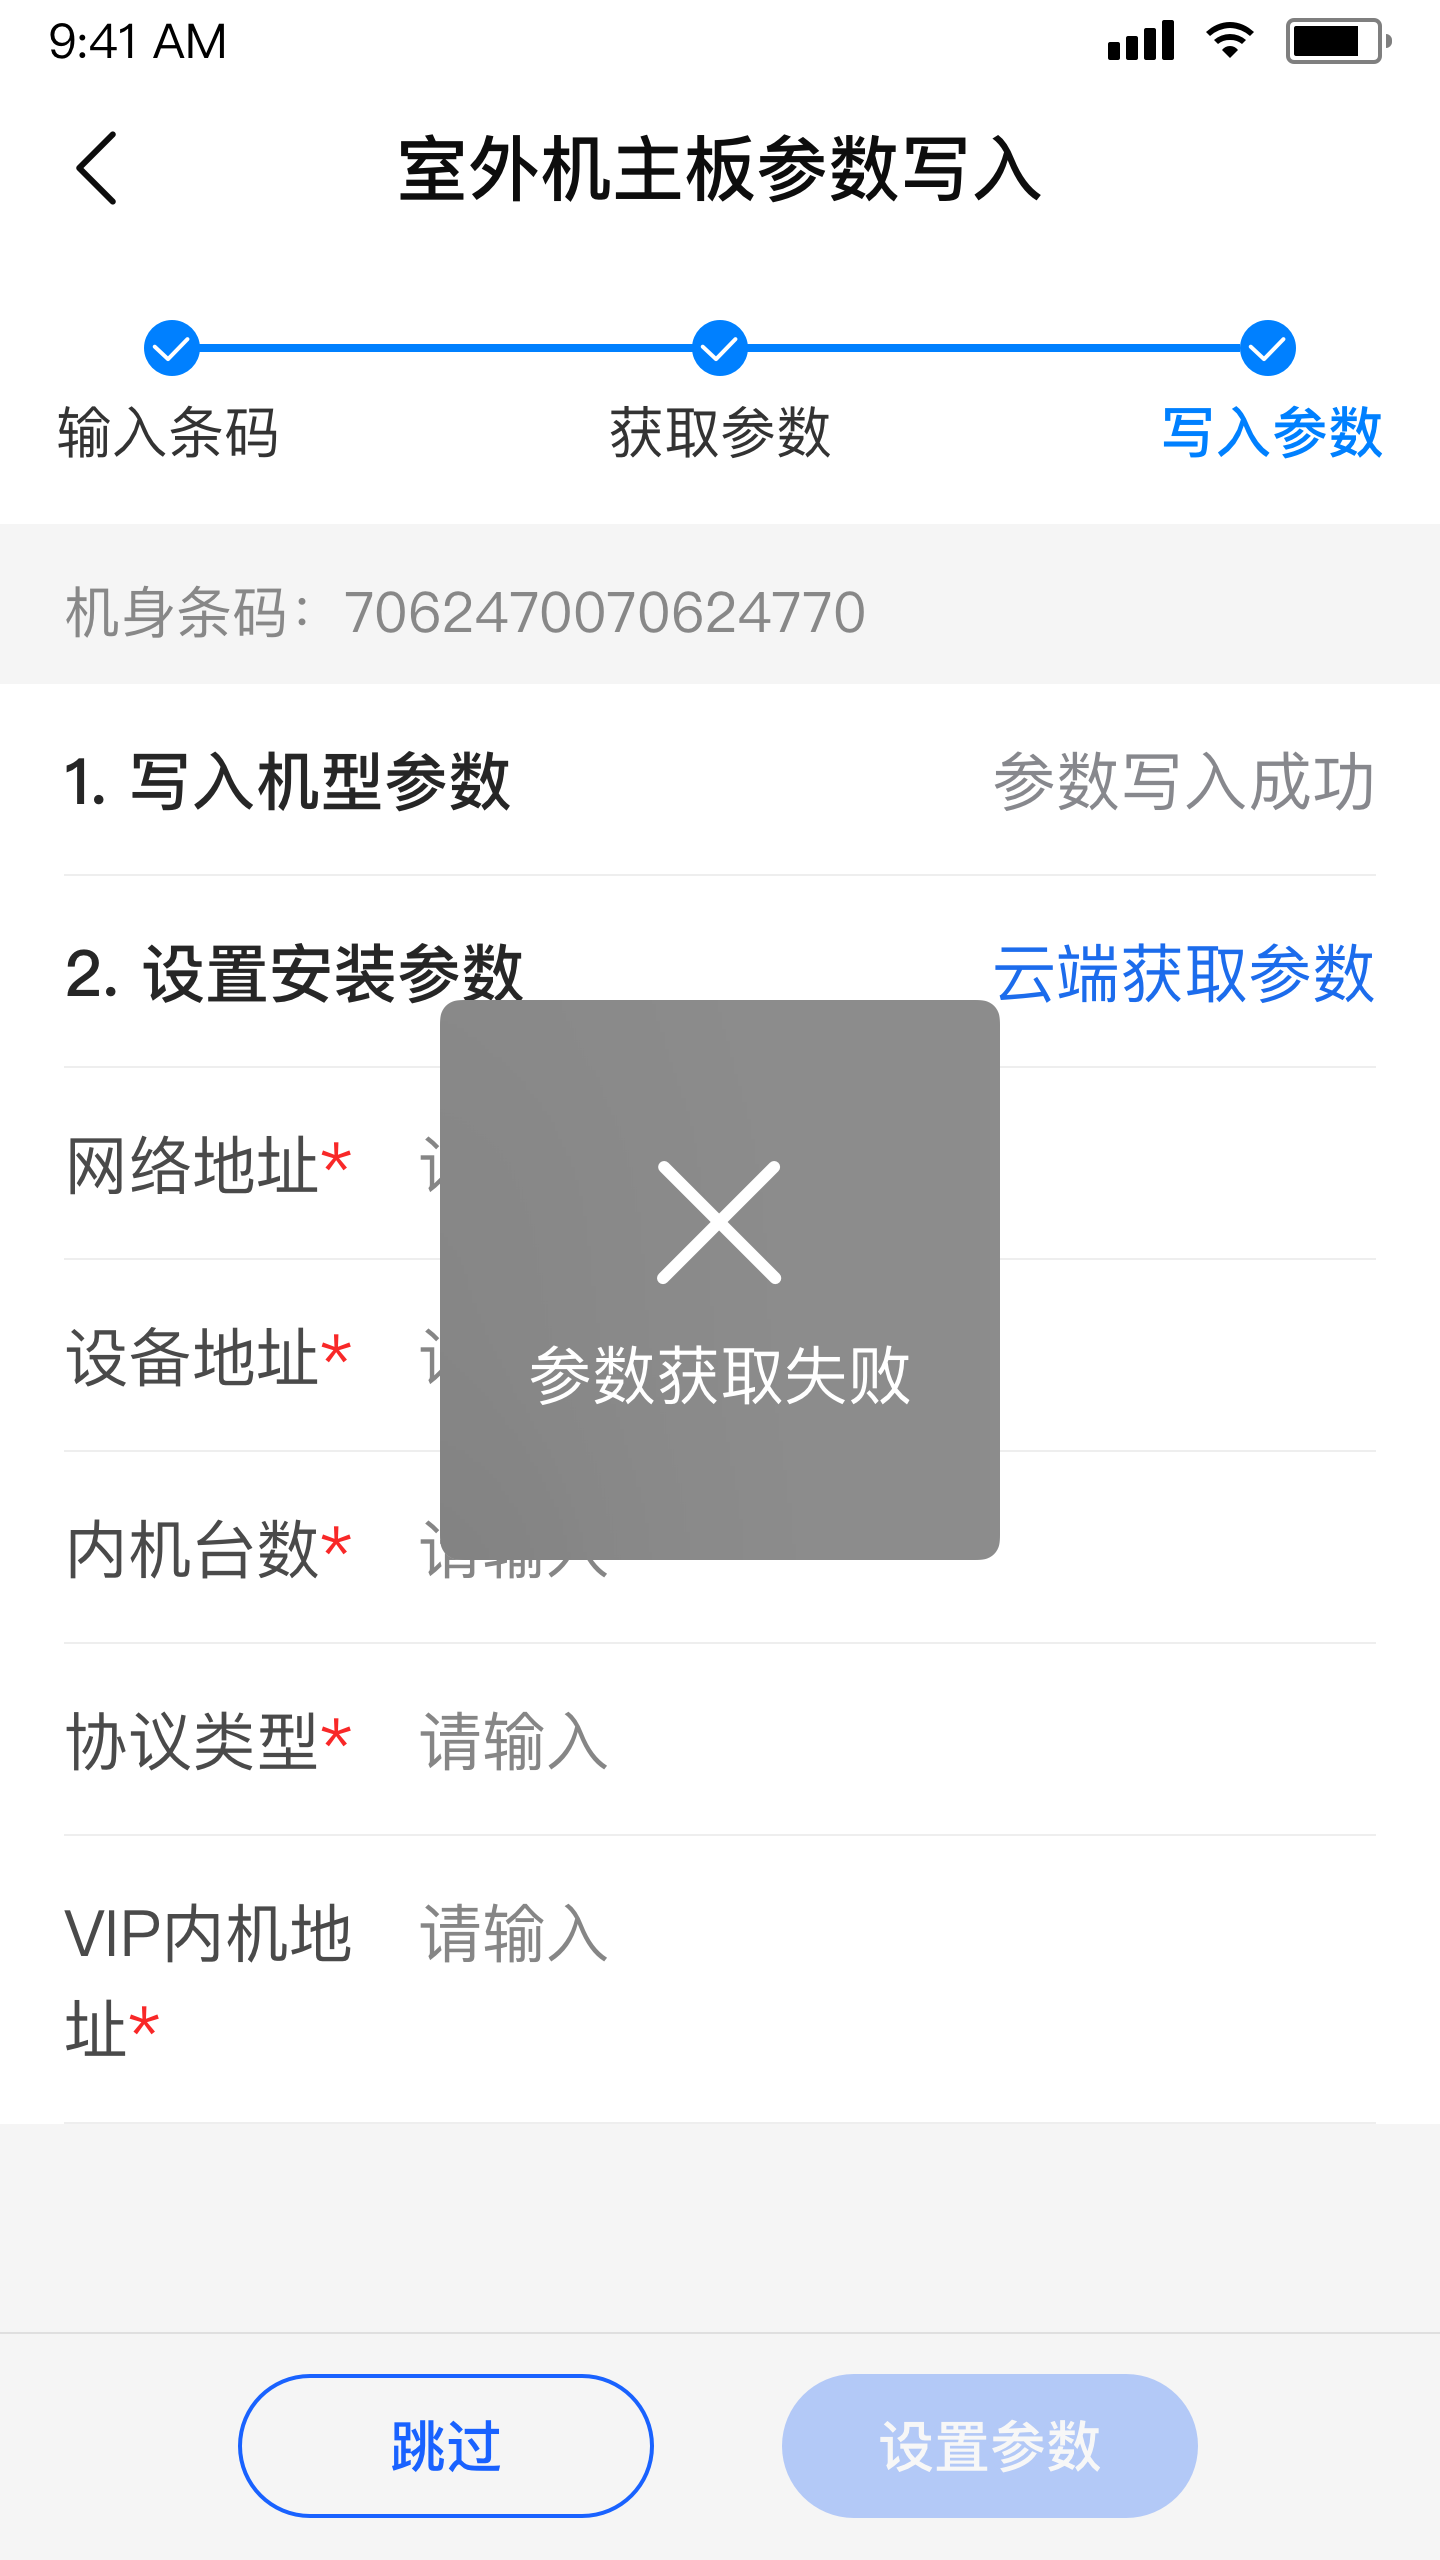 9:41 AM
室外机主板参数写入
输入条码 获取参数 写入参数
机身条码：7062470070624770
1. 写入机型参数 参数写入成功
2. 设置安装参数 云端获取参数
网络地址*
设备地址*
参数获取失败
内机台数* 请输入
协议类型* 请输入
VIP内机地 请输入
址*
跳过 设置参数